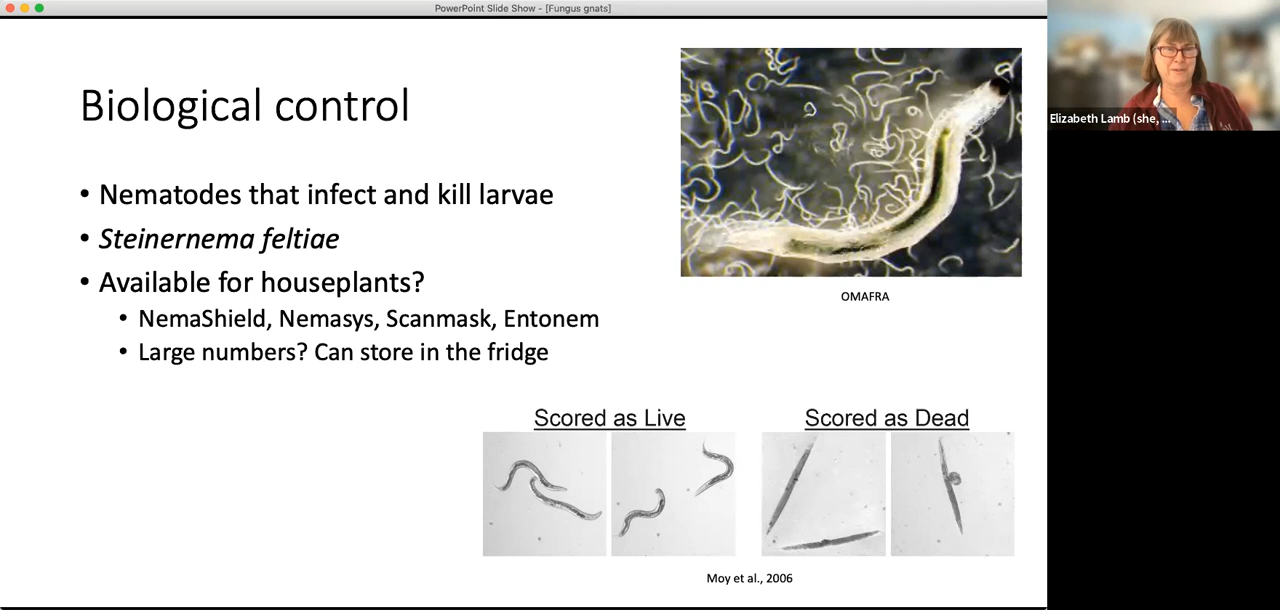 PowerPoint Slide Show - [Fungus gnats]
Biological control
• Nematodes that infect and kill larvae
• Steinernema feltiae
• Available for houseplants?
• NemaShield, Nemasys, Scanmask, Entonem
• Large numbers? Can store in the fridge
OMAFRA
Scored as Live
Scored as Dead
Moy et al., 2006
Elizabeth Lamb (she, ...